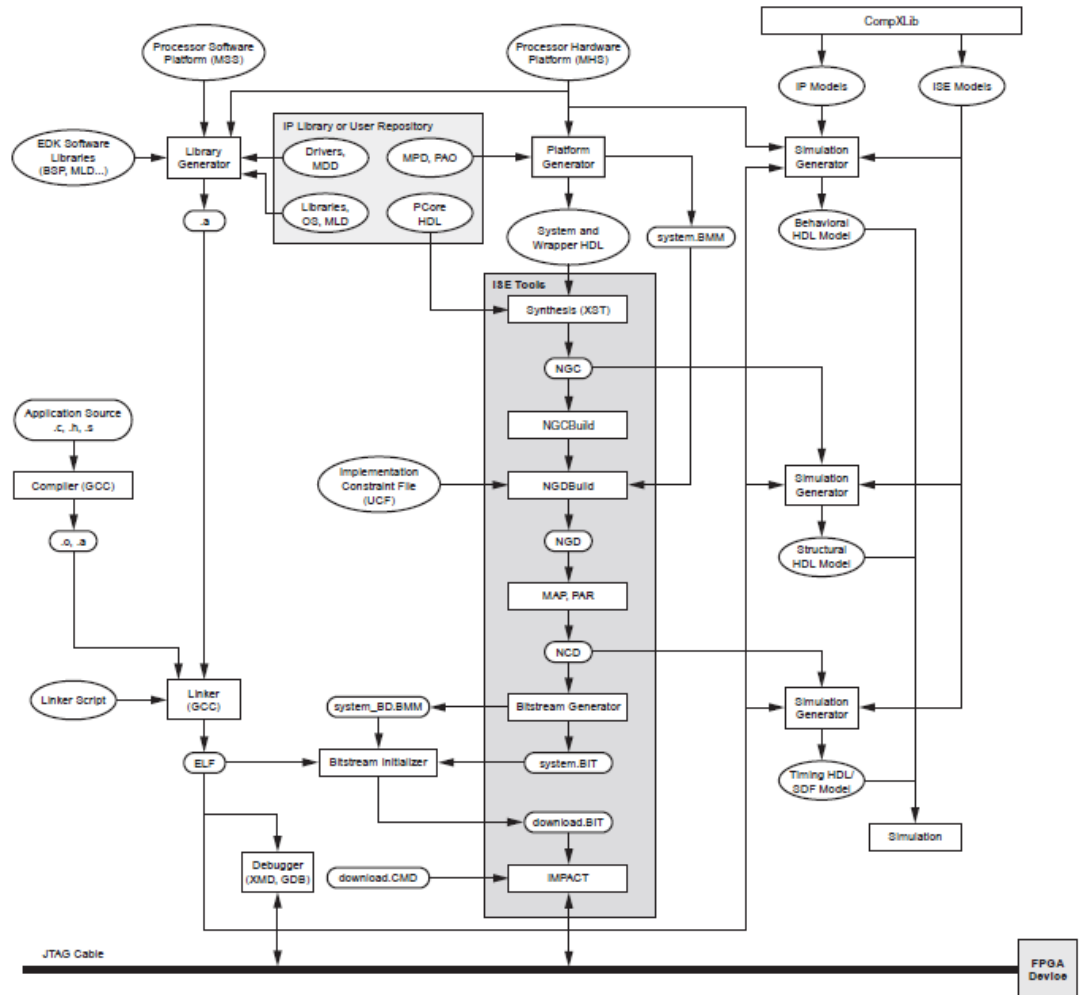 CompXLib
Processor Software
Platform (MSS)
Processor Hardware
Platform (MHS)
IP Models
ISE Models
IP Library or User Repository
EDK Software
Libraries
(BSP, MLD...)
Library
Generator
Drivers,
MDD
MPD, PAO
Platform
Generator
Simulation
Generator
.a
Libraries,
OS, MLD
PCore
HDL
System and
Wrapper HDL
system.BMM
Behavioral
HDL Model
ISE Tools
Synthesis (XST)
NGC
Application Source
.c, .h, .s
NGCBuild
Compiler (GCC)
Implementation
Constraint File
(UCF)
NGDBuild
Simulation
Generator
.o, .a
NGD
Structural
HDL Model
MAP, PAR
NCD
Linker Script
Linker
(GCC)
system_BD.BMM
Bitstream Generator
Simulation
Generator
ELF
Bitstream Initializer
system.BIT
Timing HDL/
SDF Model
download.BIT
Simulation
Debugger
(XMD, GDB)
download.CMD
iMPACT
JTAG Cable
FPGA
Device